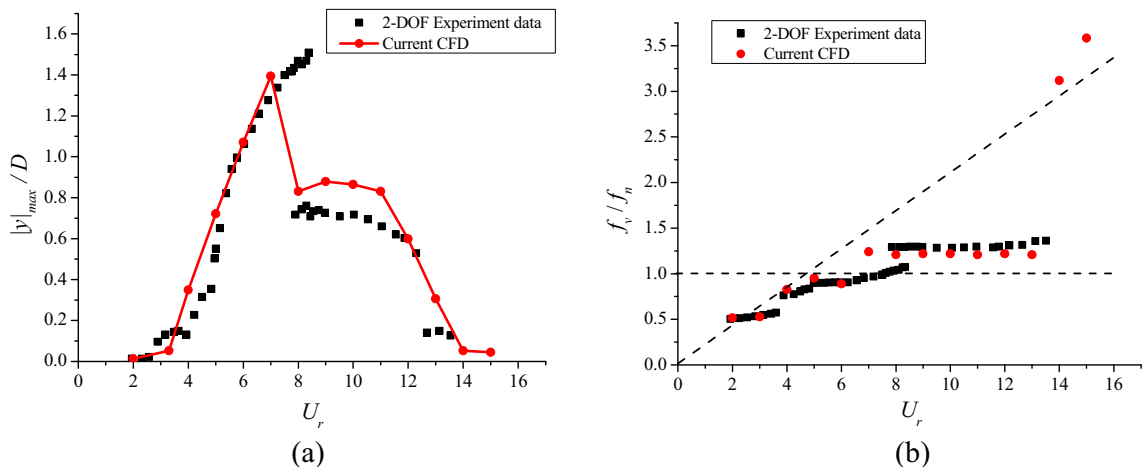 2-DOF Experiment data
Current CFD
1.6
1.4
1.2
1.0
0.8
0.6
0.4
0.2
0.0
|y|max / D
0 2 4 6 8 10 12 14 16
Ur
(a)
2-DOF Experiment data
Current CFD
3.5
3.0
2.5
2.0
1.5
1.0
0.5
0.0
fv / fn
0 2 4 6 8 10 12 14 16
Ur
(b)